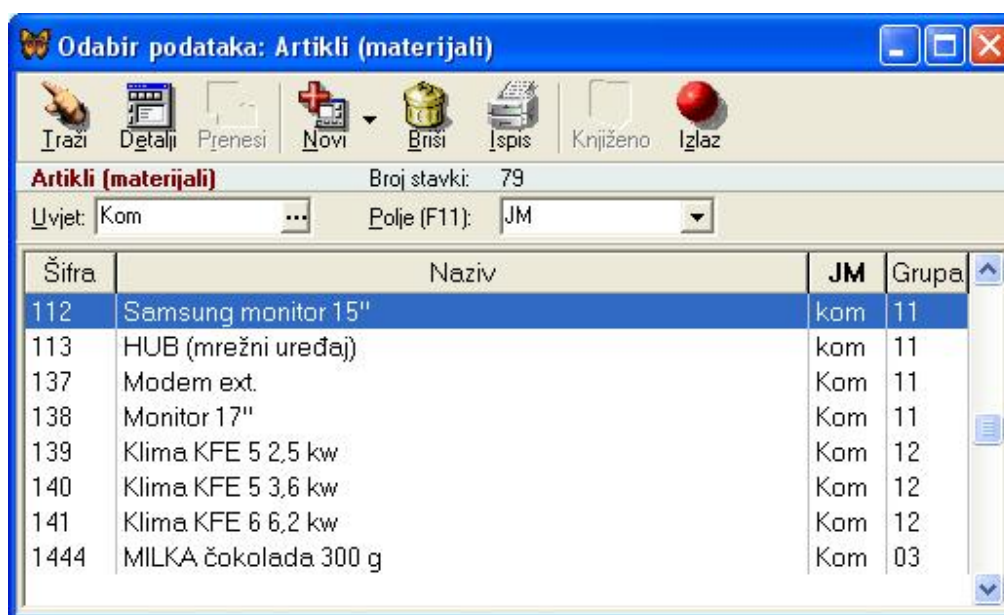 Odabir podataka: Artikli (materijali)
Traži Detalji Prenesi Novi Briši Ispis Knjiženo Izlaz
Artikli (materijali) Broj stavki: 79
Uvjet: Kom ... Polje (F11): JM
Šifra Naziv JM Grupa
112 Samsung monitor 15" kom 11
113 HUB (mrežni uređaj) kom 11
137 Modem ext. Kom 11
138 Monitor 17" Kom 11
139 Klima KFE 5 2,5 kw Kom 12
140 Klima KFE 5 3,6 kw Kom 12
141 Klima KFE 6 6,2 kw Kom 12
1444 MILKA čokolada 300 g Kom 03